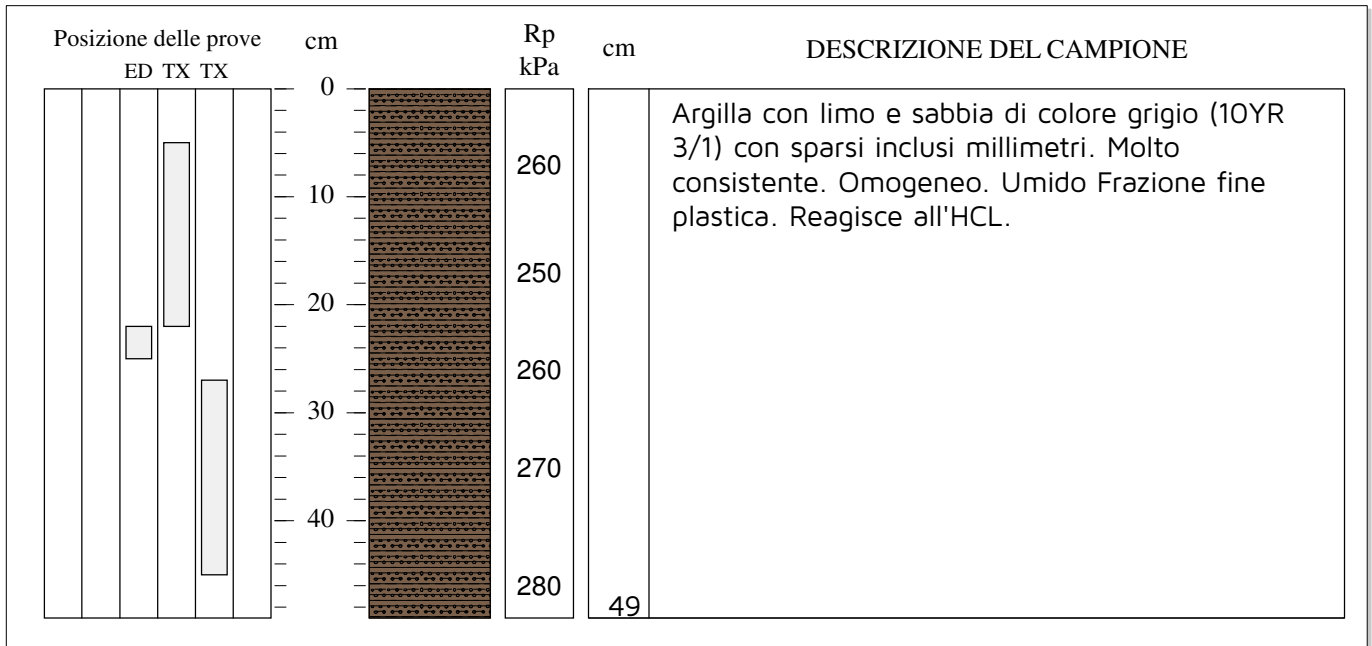 Posizione delle prove
ED TX TX
cm
Rp
kPa
cm
DESCRIZIONE DEL CAMPIONE
0
10
20
30
40
260
250
260
270
280
49
Argilla con limo e sabbia di colore grigio (10YR
3/1) con sparsi inclusi millimetri. Molto
consistente. Omogeneo. Umido Frazione fine
plastica. Reagisce all'HCL.